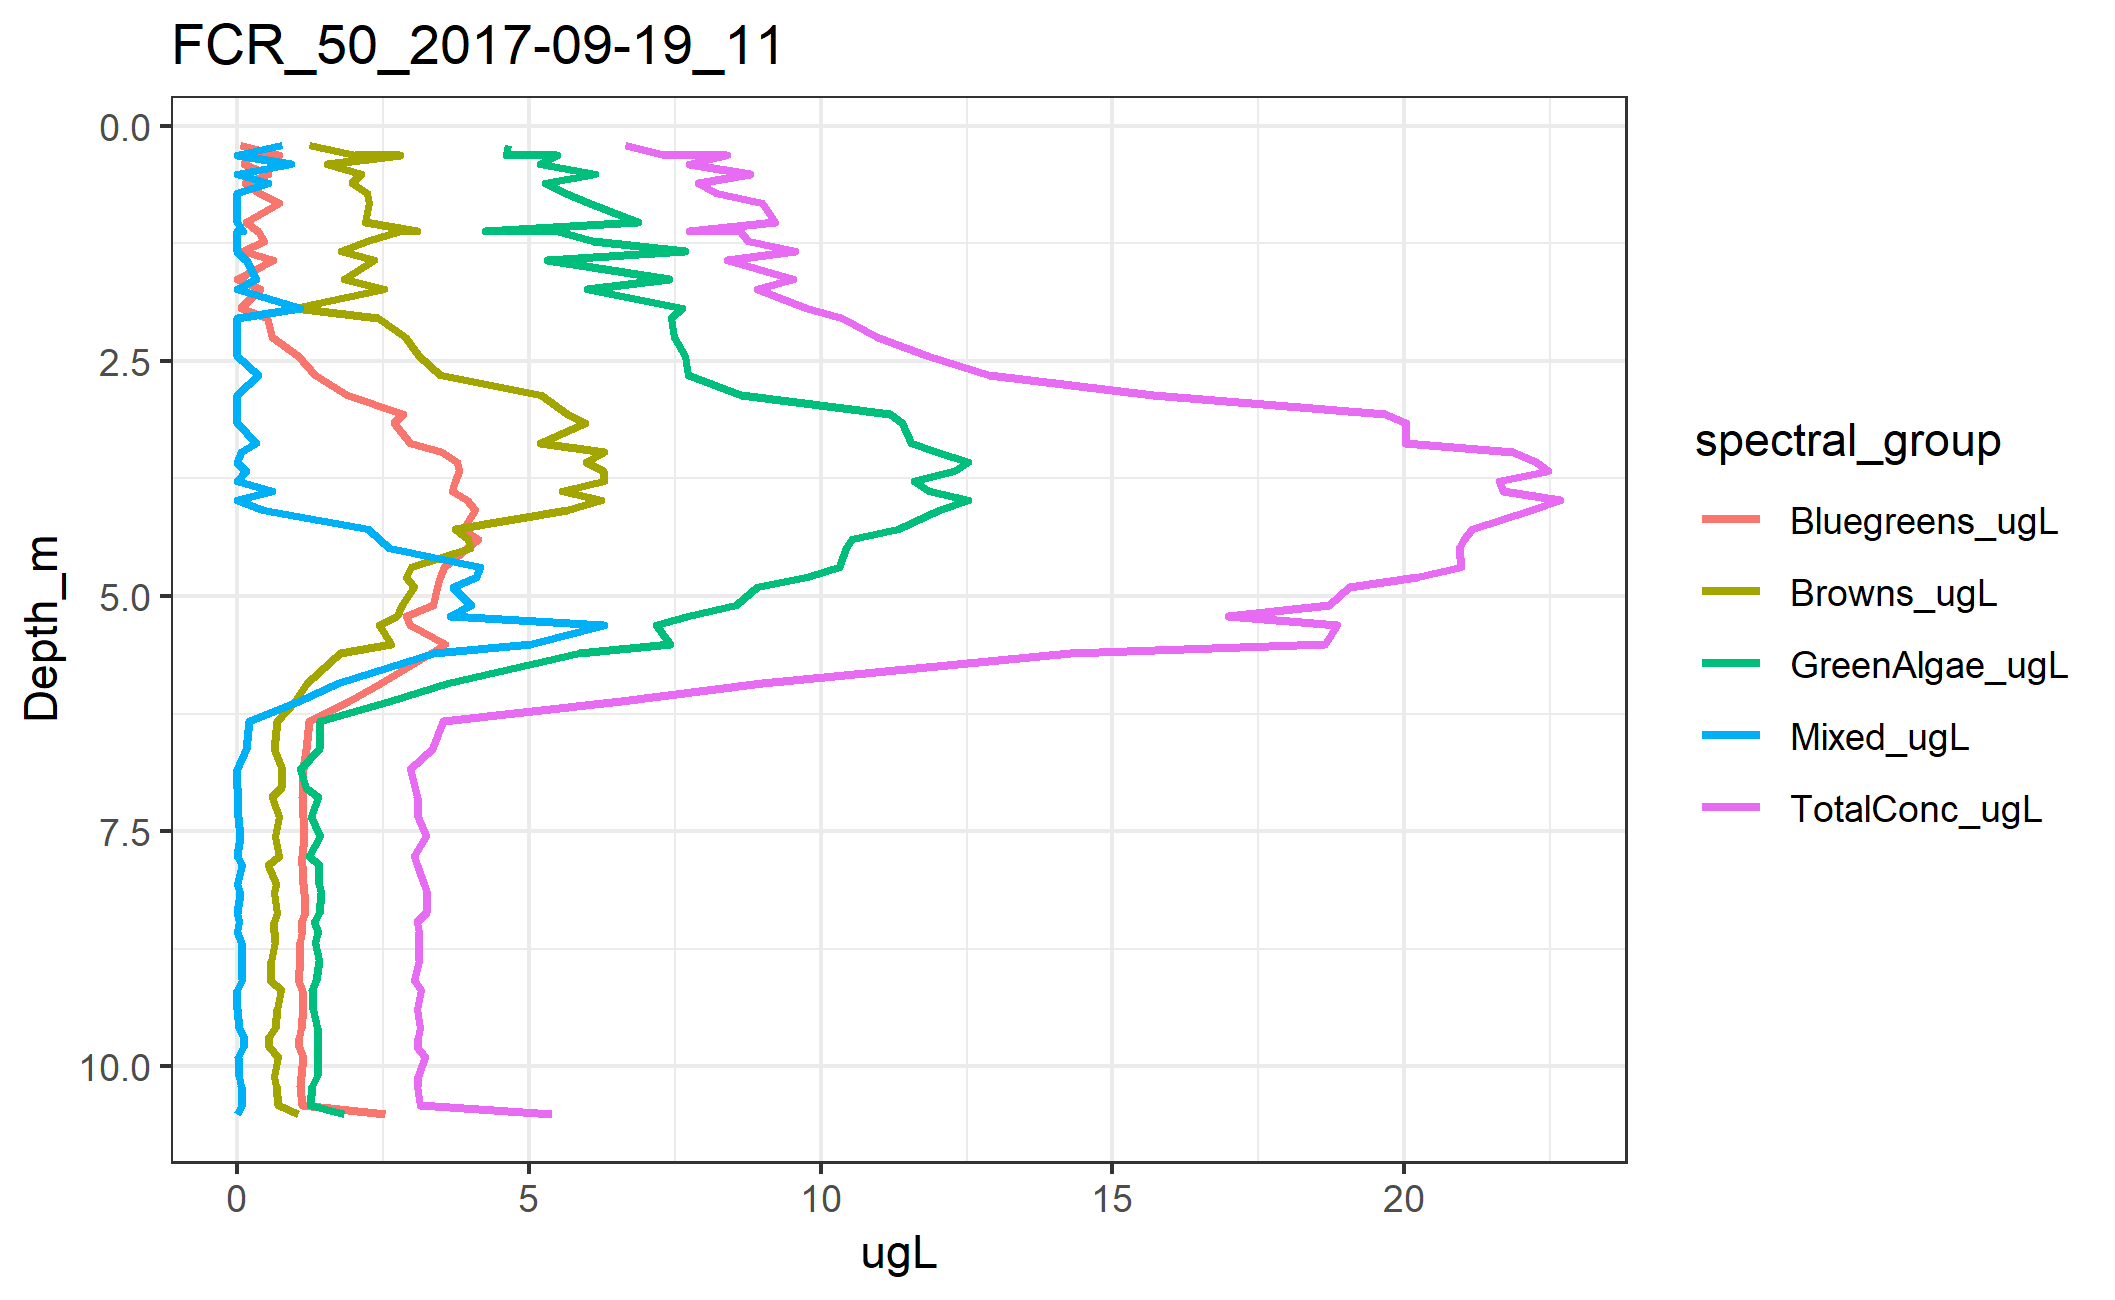 FCR_50_2017-09-19_11
Depth_m
0.0
2.5
5.0
7.5
10.0
0 5 10 15 20
ugL
spectral_group
Bluegreens_ugL
Browns_ugL
GreenAlgae_ugL
Mixed_ugL
TotalConc_ugL